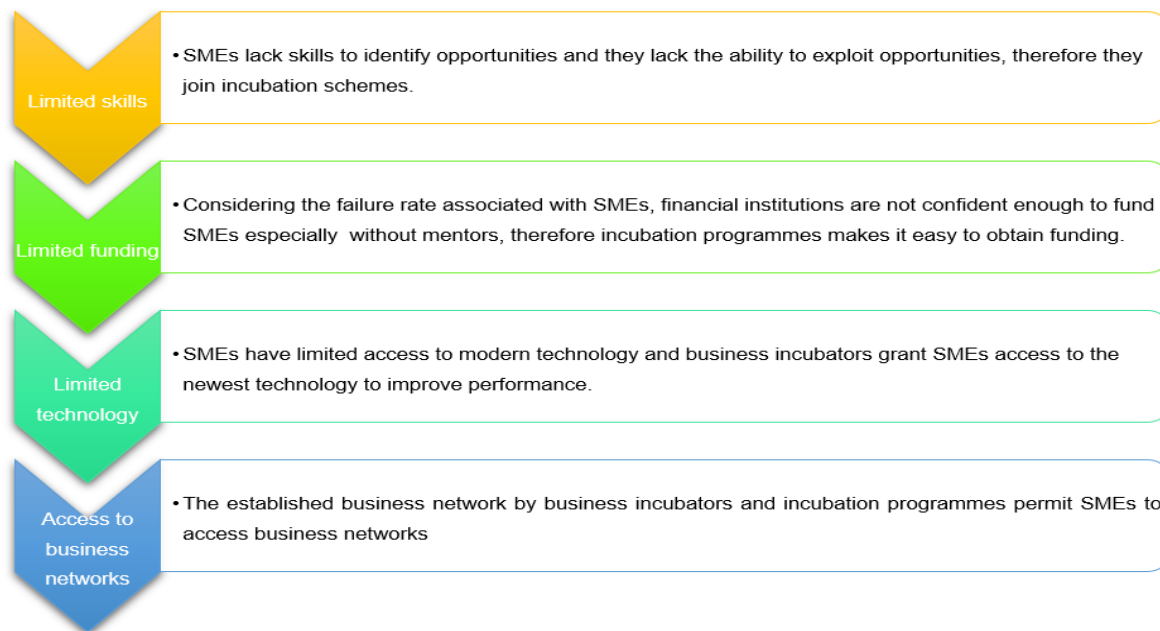 Limited skills
• SMEs lack skills to identify opportunities and they lack the ability to exploit opportunities, therefore they
join incubation schemes.
Limited funding
• Considering the failure rate associated with SMEs, financial institutions are not confident enough to fund
SMEs especially  without mentors, therefore incubation programmes makes it easy to obtain funding.
Limited
technology
• SMEs have limited access to modern technology and business incubators grant SMEs access to the
newest technology to improve performance.
Access to
business
networks
• The established business network by business incubators and incubation programmes permit SMEs to
access business networks